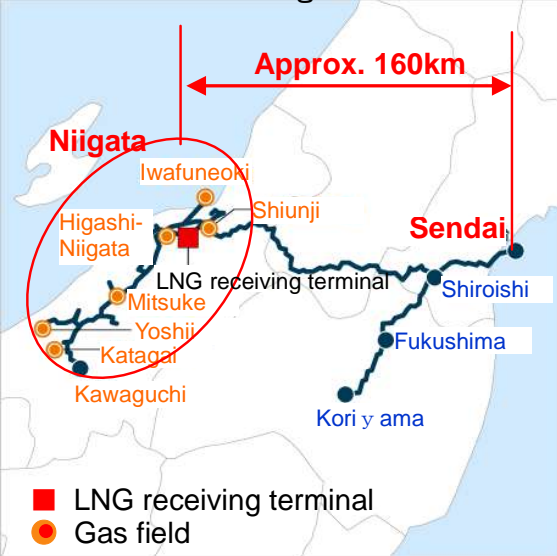 Approx. 160km
Niigata
Iwafuneoki
Higashi-
Niigata
Shiunji
Sendai
LNG receiving terminal
Shiroishi
Mitsuke
Yoshii
Fukushima
Katagai
Kawaguchi
Kori y ama
LNG receiving terminal
Gas field